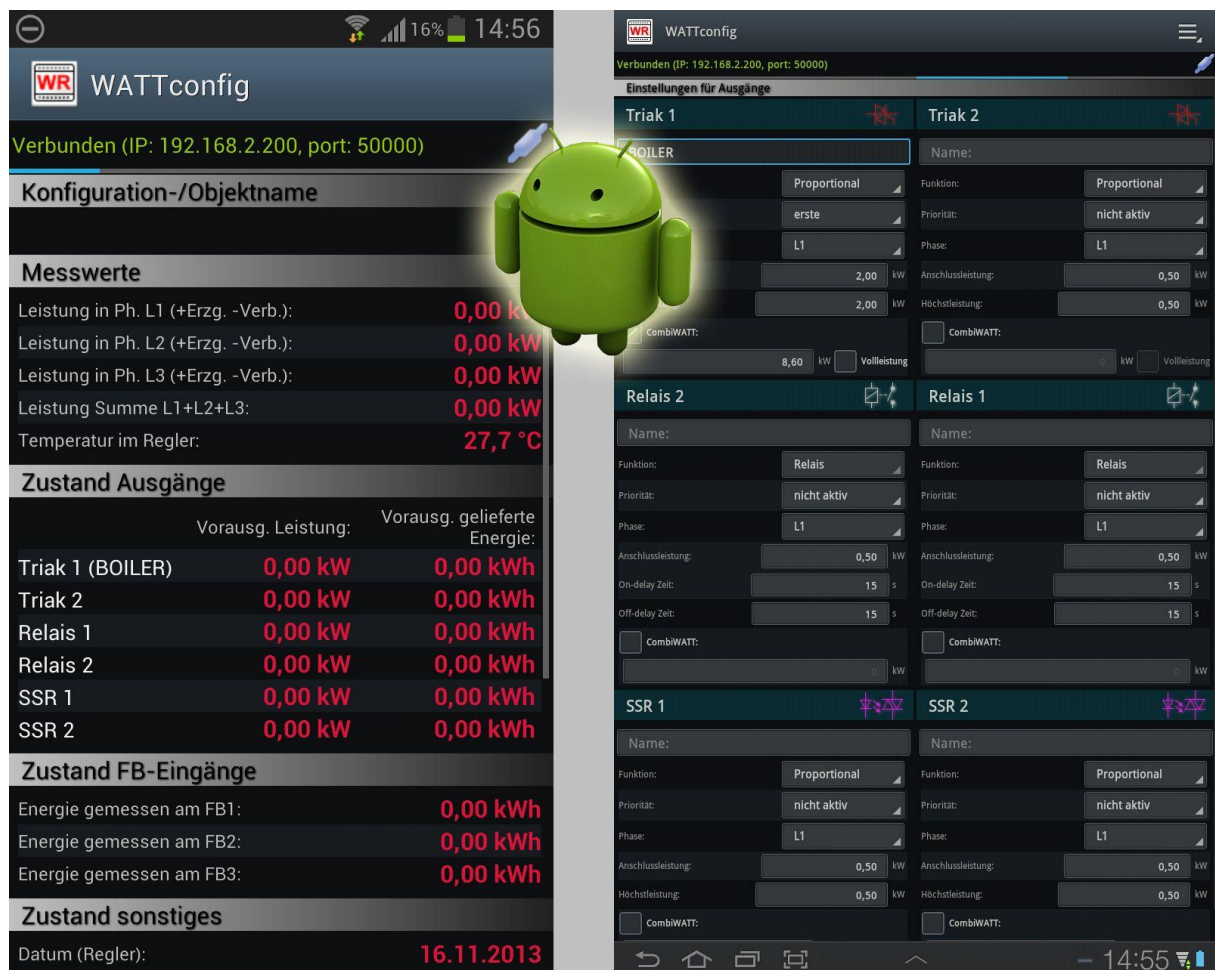 16% 14:56
WR WATTconfig
Verbunden (IP: 192.168.2.200, port: 50000)
Konfiguration-/Objektname
Messwerte
Leistung in Ph. L1 (+Erzg. -Verb.): 0,00
Leistung in Ph. L2 (+Erzg. -Verb.): 0,00 kW
Leistung in Ph. L3 (+Erzg. -Verb.): 0,00 kW
Leistung Summe L1+L2+L3: 0,00 kW
Temperatur im Regler: 27,7 °C
Zustand Ausgänge
Vorausg. Leistung: Vorausg. gelieferte
Energie:
Triak 1 (BOILER) 0,00 kW 0,00 kWh
Triak 2 0,00 kW 0,00 kWh
Relais 1 0,00 kW 0,00 kWh
Relais 2 0,00 kW 0,00 kWh
SSR 1 0,00 kW 0,00 kWh
SSR 2 0,00 kW 0,00 kWh
Zustand FB-Eingänge
Energie gemessen am FB1: 0,00 kWh
Energie gemessen am FB2: 0,00 kWh
Energie gemessen am FB3: 0,00 kWh
Zustand sonstiges
Datum (Regler): 16.11.2013
WR WATTconfig
Verbunden (IP: 192.168.2.200, port: 50000)
Einstellungen für Ausgänge
Triak 1 Triak 2
BOILER Name:
Proportional Funktion: Proportional
erste Priorität: nicht aktiv
L1 Phase: L1
2,00 kW Anschlussleistung: 0,50 kW
2,00 kW Höchstleistung: 0,50 kW
CombiWATT: CombiWATT:
8,60 kW Vollleistung 0 kW Vollleistung
Relais 2 Relais 1
Name: Name:
Funktion: Relais Funktion: Relais
Priorität: nicht aktiv Priorität: nicht aktiv
Phase: L1 Phase: L1
Anschlussleistung: 0,50 kW Anschlussleistung: 0,50 kW
On-delay Zeit: 15 s On-delay Zeit: 15 s
Off-delay Zeit: 15 s Off-delay Zeit: 15 s
CombiWATT: CombiWATT:
0 kW 0 kW
SSR 1 SSR 2
Name: Name:
Funktion: Proportional Funktion: Proportional
Priorität: nicht aktiv Priorität: nicht aktiv
Phase: L1 Phase: L1
Anschlussleistung: 0,50 kW Anschlussleistung: 0,50 kW
Höchstleistung: 0,50 kW Höchstleistung: 0,50 kW
CombiWATT: CombiWATT:
14:55